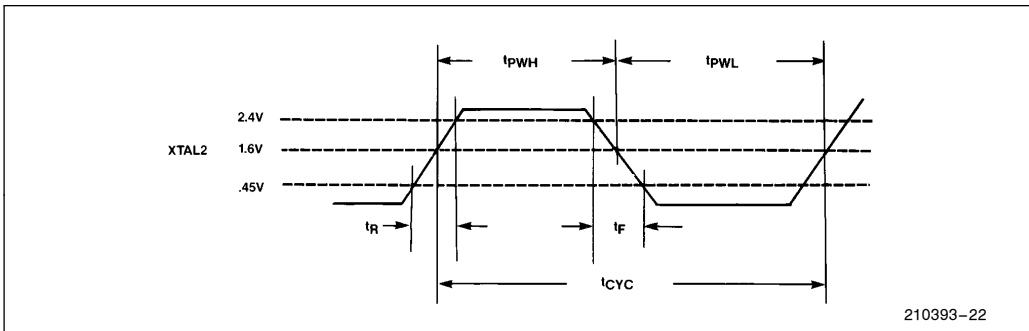 tPWH
tPWL
2.4V
XTAL2
1.6V
.45V
tR
tF
tCYC
210393–22